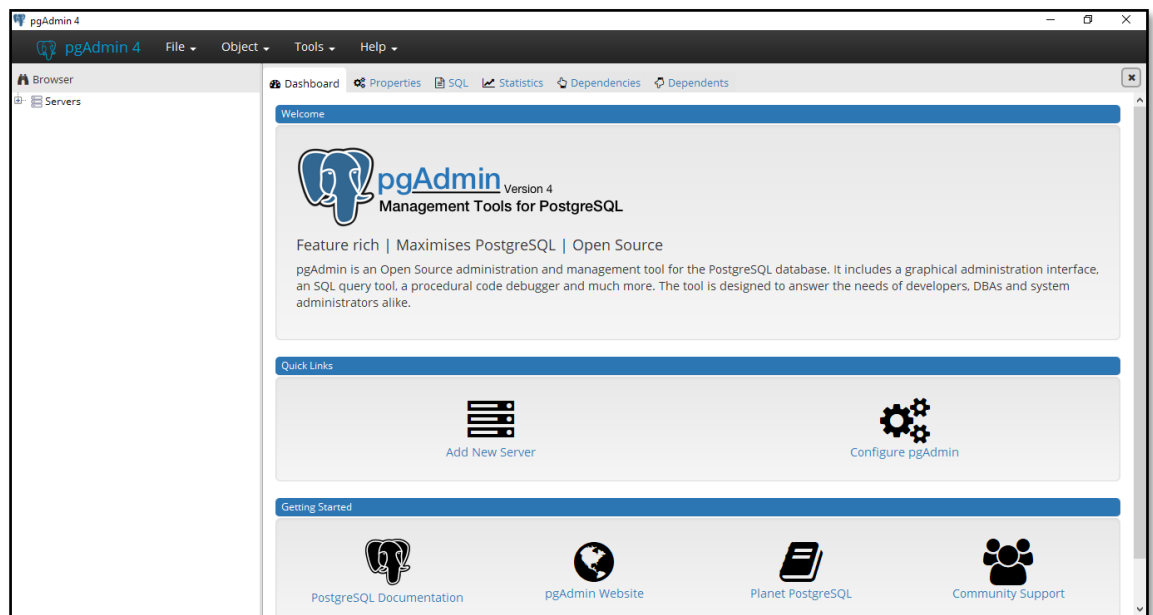 pgAdmin 4
pgAdmin 4 File Object Tools Help
Browser
Servers
Dashboard Properties SQL Statistics Dependencies Dependents
Welcome
pgAdmin Version 4
Management Tools for PostgreSQL
Feature rich | Maximises PostgreSQL | Open Source
pgAdmin is an Open Source administration and management tool for the PostgreSQL database. It includes a graphical administration interface,
an SQL query tool, a procedural code debugger and much more. The tool is designed to answer the needs of developers, DBAs and system
administrators alike.
Quick Links
Add New Server
Configure pgAdmin
Getting Started
PostgreSQL Documentation
pgAdmin Website
Planet PostgreSQL
Community Support